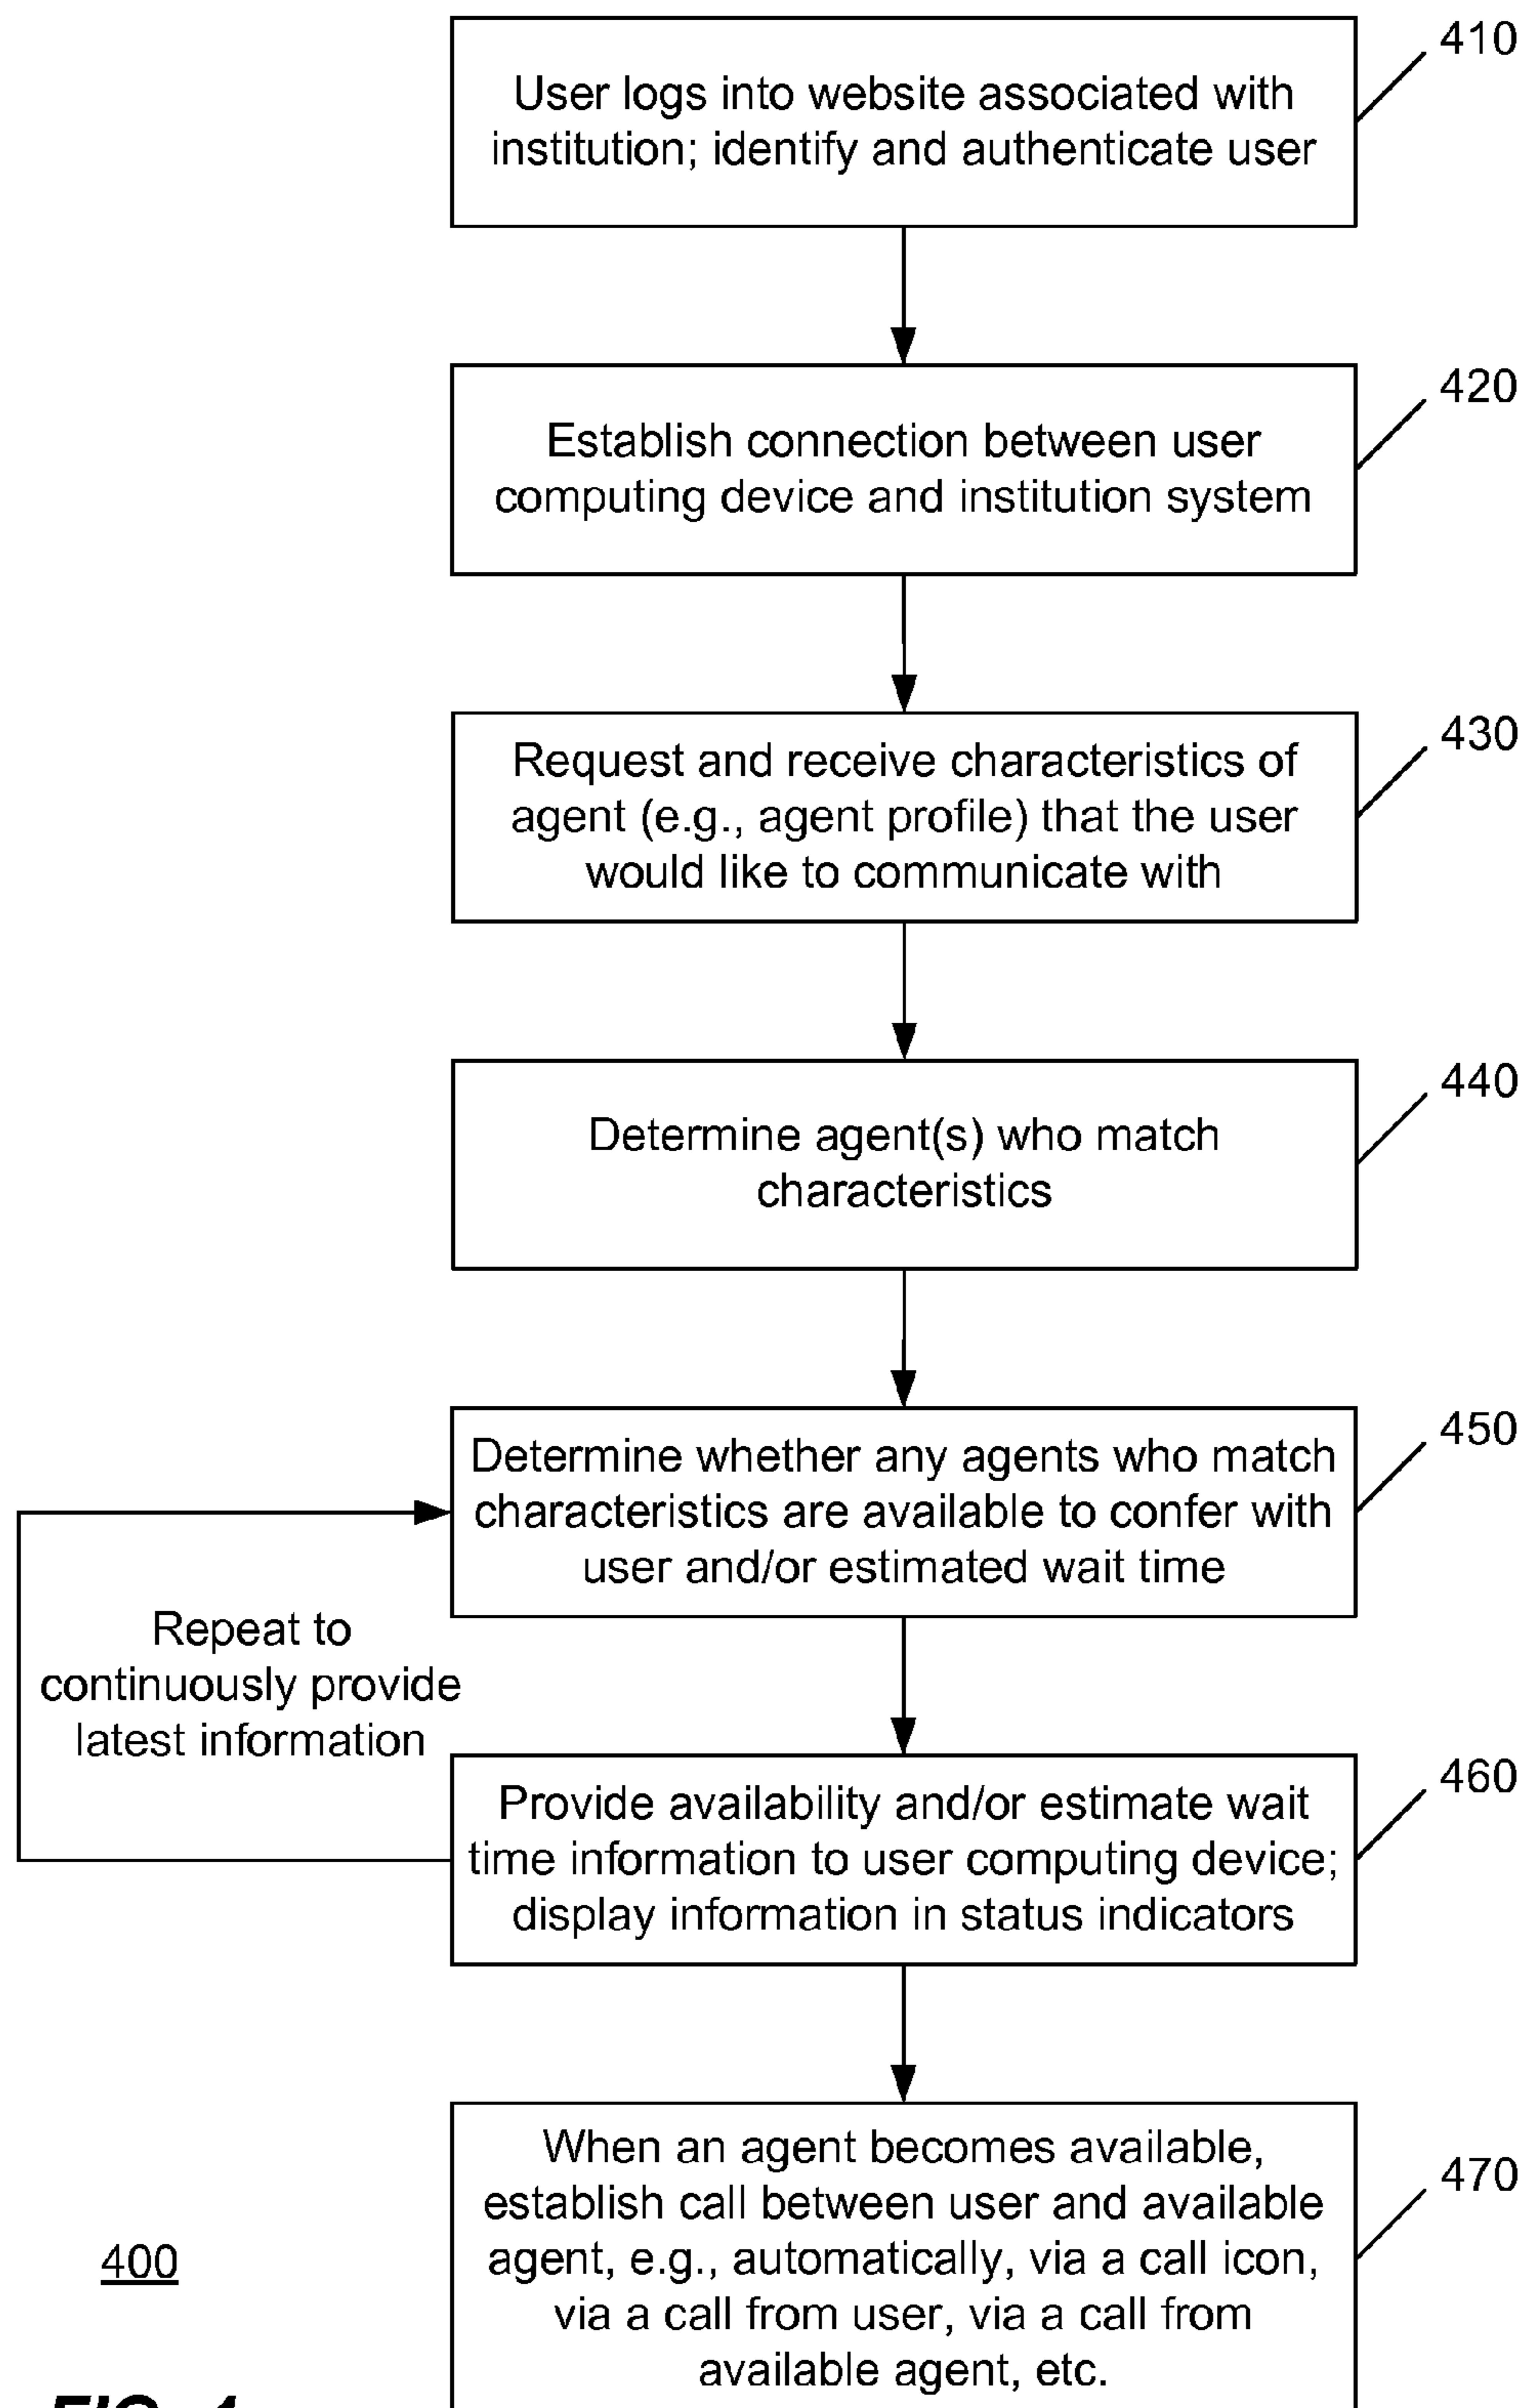 410
User logs into website associated with
institution; identify and authenticate user
420
Establish connection between user
computing device and institution system
430
Request and receive characteristics of
agent (e.g., agent profile) that the user
would like to communicate with
440
Determine agent(s) who match
characteristics
450
Determine whether any agents who match
characteristics are available to confer with
user and/or estimated wait time
Repeat to
continuously provide
latest information
460
Provide availability and/or estimate wait
time information to user computing device;
display information in status indicators
470
When an agent becomes available,
establish call between user and available
agent, e.g., automatically, via a call icon,
via a call from user, via a call from
available agent, etc.
400